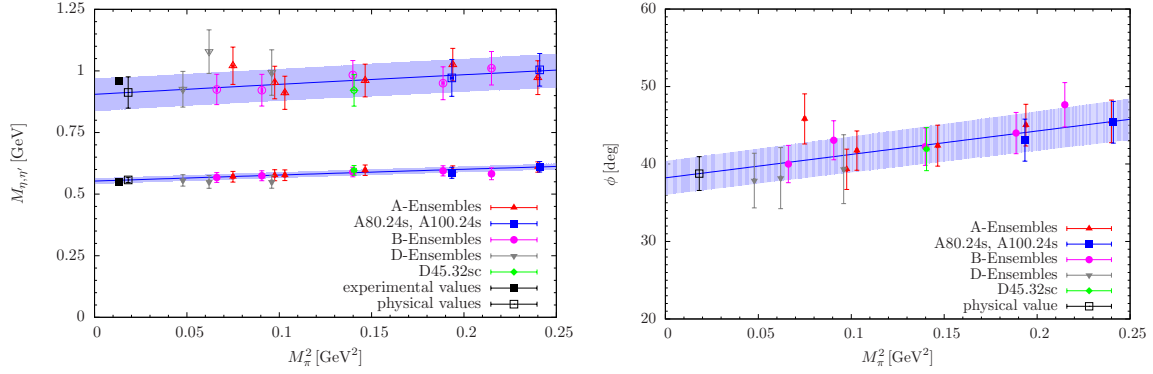 1.25
1
0.75
0.5
0.25
0
M_{η,η′} [GeV]
A-Ensembles
A80.24s, A100.24s
B-Ensembles
D-Ensembles
D45.32sc
experimental values
physical values
0 0.05 0.1 0.15 0.2 0.25
M_π^2 [GeV^2]
60
50
40
30
20
ϕ [deg]
A-Ensembles
A80.24s, A100.24s
B-Ensembles
D-Ensembles
D45.32sc
physical value
0 0.05 0.1 0.15 0.2 0.25
M_π^2 [GeV^2]